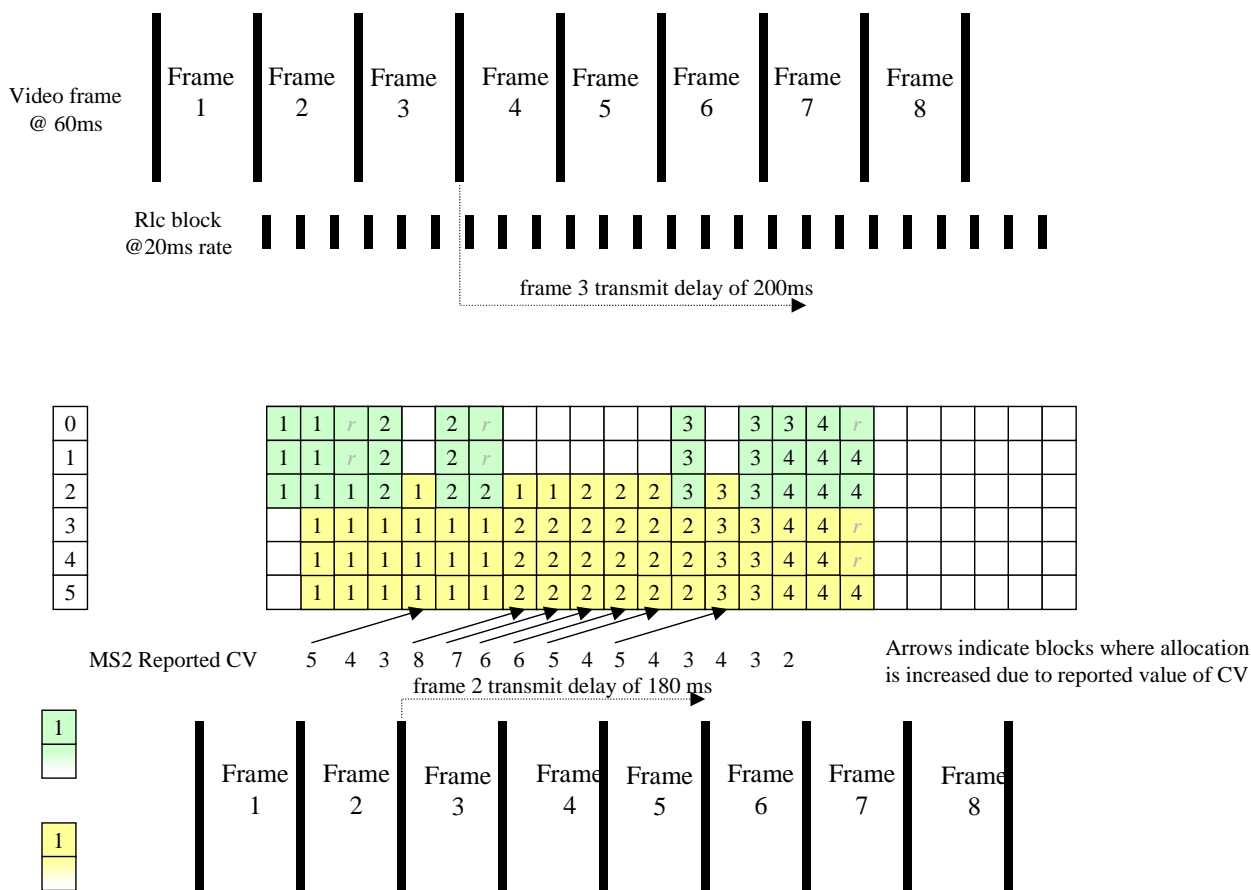 Frame Frame Frame Frame Frame Frame Frame Frame
1 2 3 4 5 6 7 8
Video frame
@ 60ms
Rlc block
@20ms rate
frame 3 transmit delay of 200ms
0 1 1 r 2 2 r 3 3 3 4 r
1 1 1 r 2 2 r 3 3 4 4 4
2 1 1 1 2 1 2 2 1 1 2 2 2 3 3 3 4 4 4
3 1 1 1 1 1 1 2 2 2 2 2 2 3 3 4 4 r
4 1 1 1 1 1 1 2 2 2 2 2 2 3 3 4 4 r
5 1 1 1 1 1 1 2 2 2 2 2 2 3 3 4 4 4
MS2 Reported CV 5 4 3 8 7 6 6 5 4 5 4 3 4 3 2
Arrows indicate blocks where allocation
is increased due to reported value of CV
frame 2 transmit delay of 180 ms
1
Frame Frame Frame Frame Frame Frame Frame Frame
1 2 3 4 5 6 7 8
1